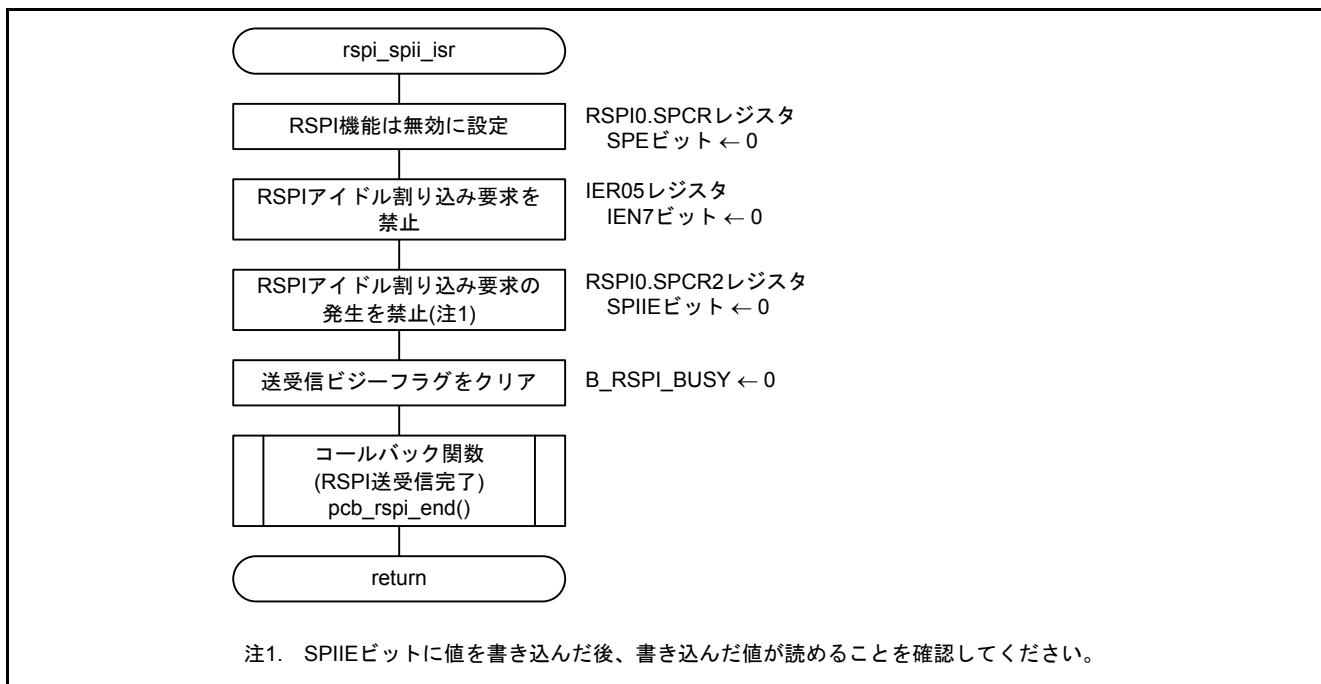 rspi_spii_isr
RSPI機能は無効に設定
RSPI0.SPCRレジスタ
SPEビット ← 0
RSPIアイドル割り込み要求を
禁止
IER05レジスタ
IEN7ビット ← 0
RSPIアイドル割り込み要求の
発生を禁止(注1)
RSPI0.SPCR2レジスタ
SPIIEビット ← 0
送受信ビジーフラグをクリア
B_RSPI_BUSY ← 0
コールバック関数
(RSPI送受信完了)
pcb_rspi_end()
return
注1. SPIIEビットに値を書き込んだ後、書き込んだ値が読めることを確認してください。